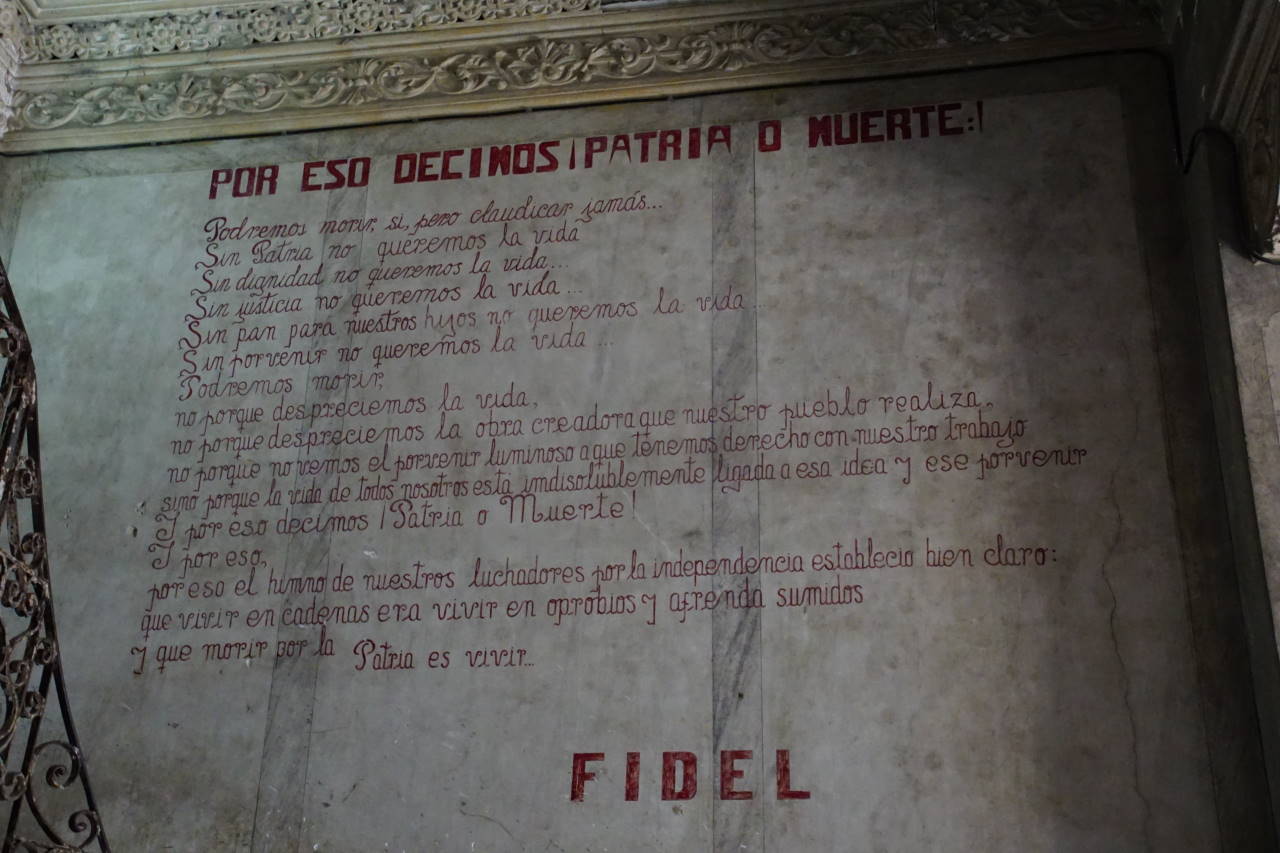 POR ESO DECIMOS ¡PATRIA O MUERTE:!
Podremos morir, si, pero claudicar jamás...
Sin Patria no queremos la vida
Sin dignidad no queremos la vida...
Sin justicia no queremos la vida ...
Sin pan para nuestros hijos no queremos la vida ...
Sin porvenir no queremos la vida ...
Podremos morir,
no porque despreciemos la vida,
no porque despreciemos la obra creadora que nuestro pueblo realiza,
no porque no vemos el porvenir luminoso a que tenemos derecho con nuestro trabajo
sino porque la vida de todos nosotros está imdisolublemente ligada a esa idea y ese porvenir
Y por eso decimos ¡Patria o Muerte!
Y por eso,
por eso el himno de nuestros luchadores por la independencia establecio bien claro:
que vivir en cadenas era vivir en oprobios y afrenda sumidos
y que morir por la Patria es vivir...
FIDEL